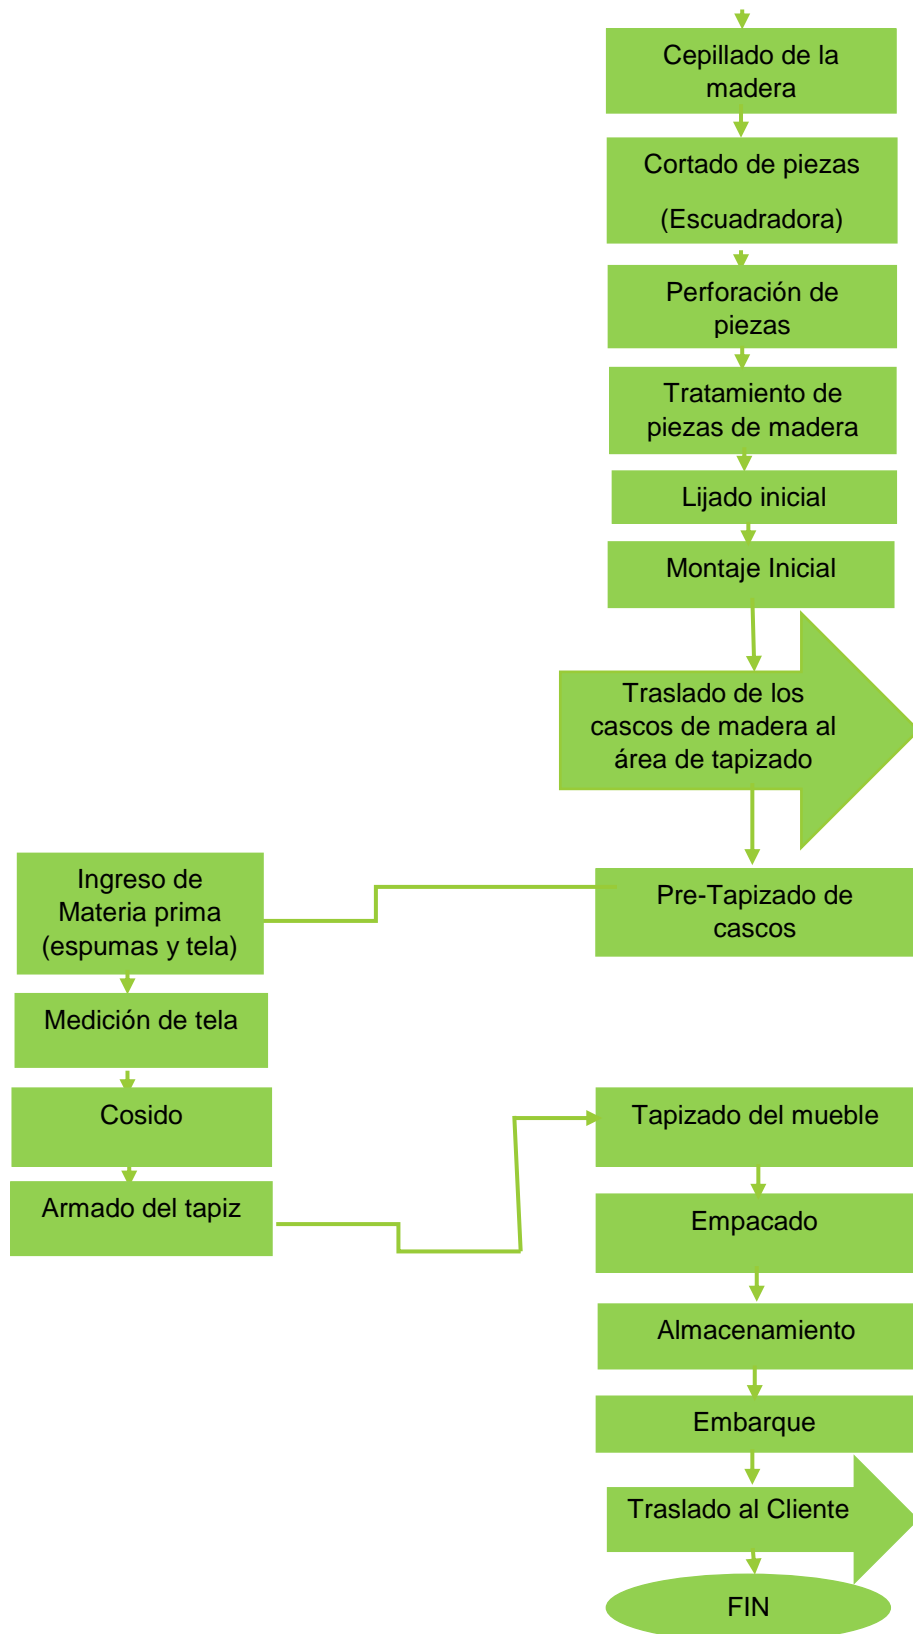 Cepillado de la
madera
Cortado de piezas
(Escuadradora)
Perforación de
piezas
Tratamiento de
piezas de madera
Lijado inicial
Montaje Inicial
Traslado de los
cascos de madera al
área de tapizado
Pre-Tapizado de
cascos
Ingreso de
Materia prima
(espumas y tela)
Medición de tela
Cosido
Armado del tapiz
Tapizado del mueble
Empacado
Almacenamiento
Embarque
Traslado al Cliente
FIN